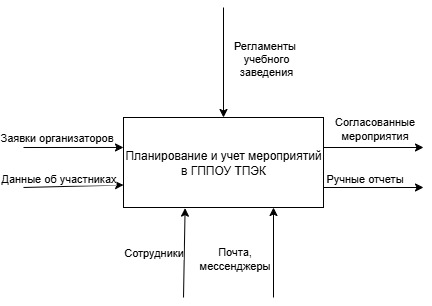 Регламенты
учебного
заведения
Согласованные
мероприятия
Заявки организаторов
Планирование и учет мероприятий
в ГППОУ ТПЭК
Данные об участниках
Ручные отчеты
Сотрудники
Почта,
мессенджеры